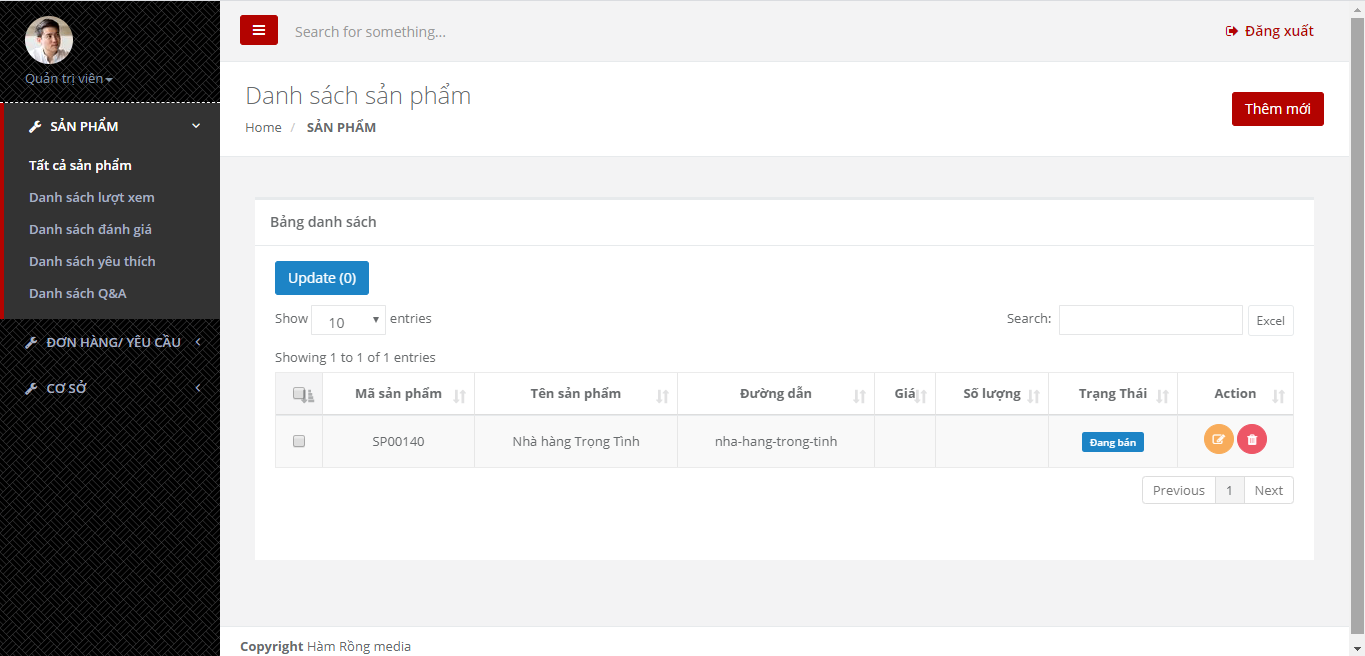 Quản trị viên
SẢN PHẨM
Tất cả sản phẩm
Danh sách lượt xem
Danh sách đánh giá
Danh sách yêu thích
Danh sách Q&A
ĐƠN HÀNG/ YÊU CẦU
CƠ SỞ
Search for something...
Đăng xuất
Danh sách sản phẩm
Home / SẢN PHẨM
Thêm mới
Bảng danh sách
Update (0)
Show 10 entries
Search:
Excel
Showing 1 to 1 of 1 entries
Mã sản phẩm Tên sản phẩm Đường dẫn Giá Số lượng Trạng Thái Action
SP00140 Nhà hàng Trọng Tình nha-hang-trong-tinh Đang bán
Previous 1 Next
Copyright Hàm Rồng media